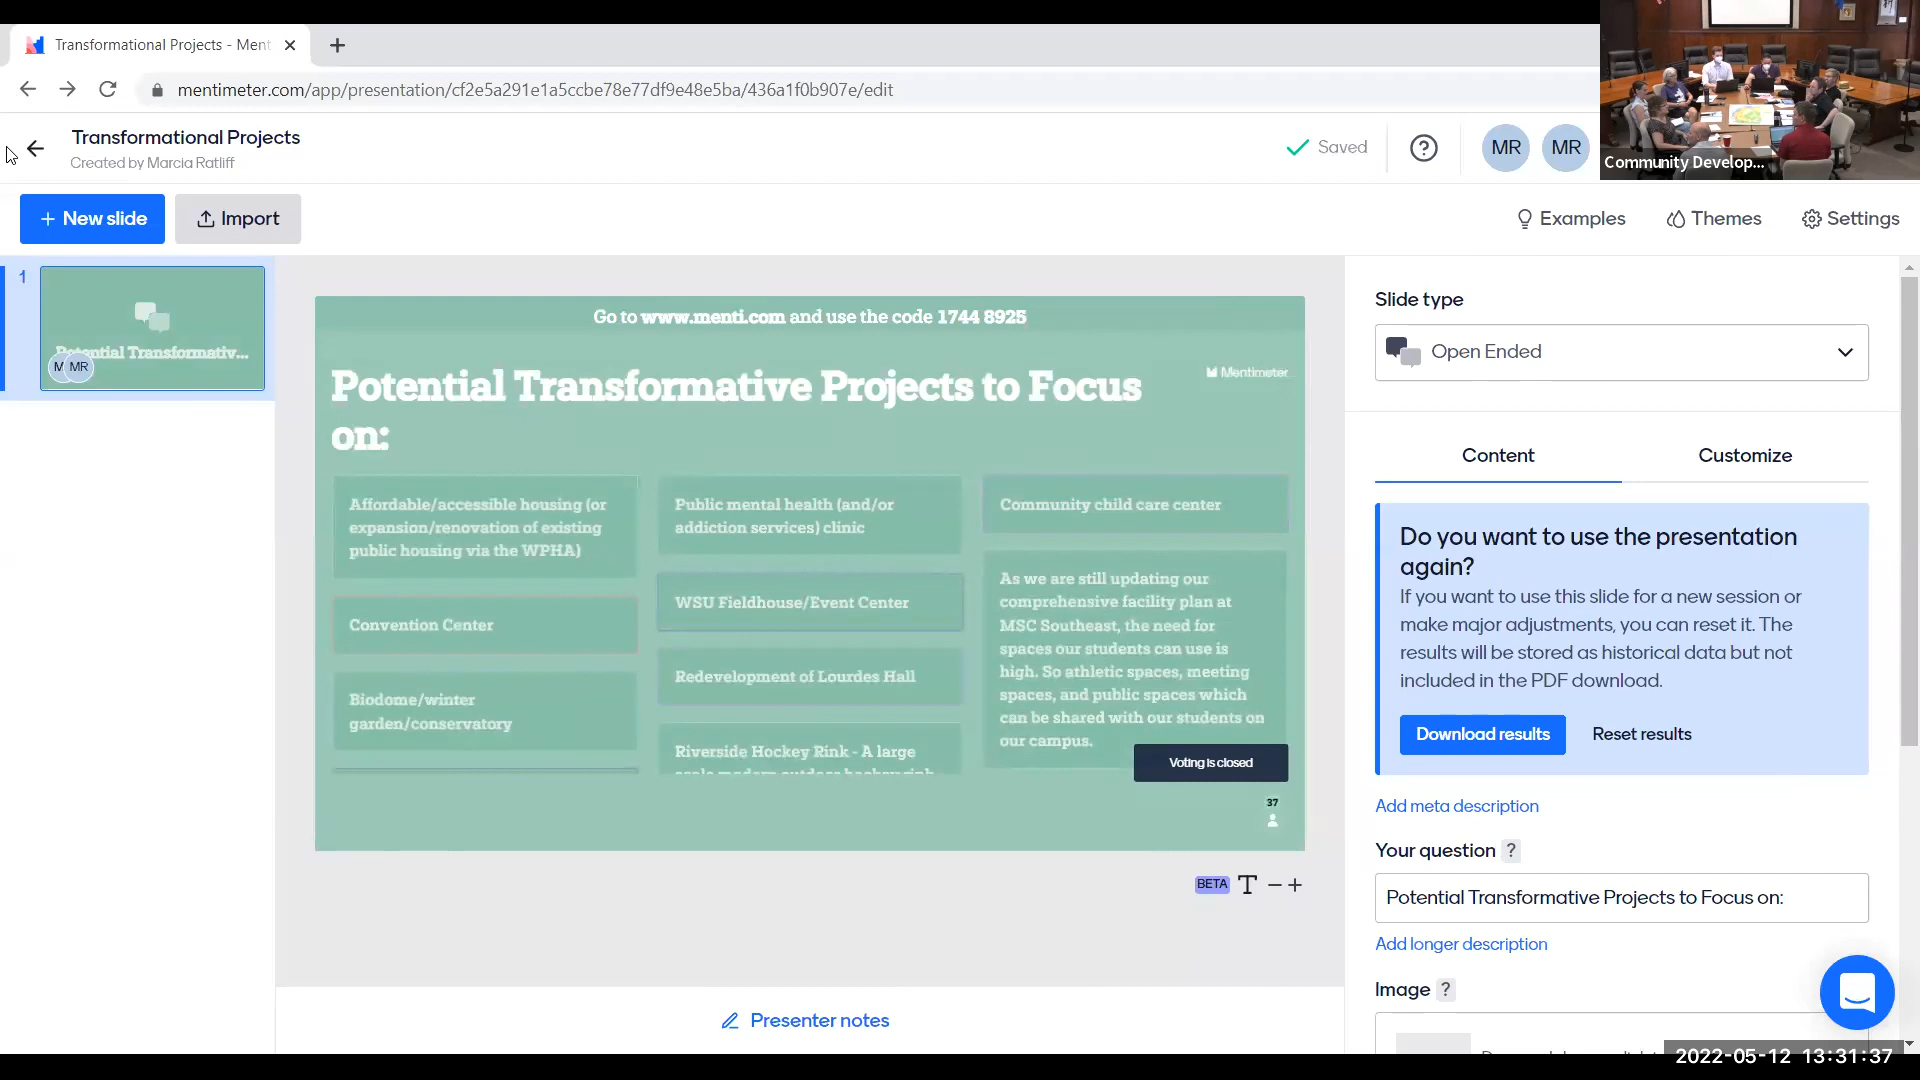 Transformational Projects - Ment
mentimeter.com/app/presentation/cf2e5a291e1a5ccbe78e77df9e48e5ba/436a1f0b907e/edit
Transformational Projects
Created by Marcia Ratliff
Saved
MR
MR
Community Develop...
+ New slide
Import
Examples
Themes
Settings
1
Potential Transformativ...
M
MR
Go to www.menti.com and use the code 1744 8925
Mentimeter
Potential Transformative Projects to Focus
on:
Affordable/accessible housing (or
expansion/renovation of existing
public housing via the WPHA)
Convention Center
Biodome/winter
garden/conservatory
Public mental health (and/or
addiction services) clinic
WSU Fieldhouse/Event Center
Redevelopment of Lourdes Hall
Riverside Hockey Rink - A large
scale modern outdoor hockey rink
Community child care center
As we are still updating our
comprehensive facility plan at
MSC Southeast, the need for
spaces our students can use is
high. So athletic spaces, meeting
spaces, and public spaces which
can be shared with our students on
our campus.
Voting is closed
37
BETA
Presenter notes
Slide type
Open Ended
Content
Customize
Do you want to use the presentation
again?
If you want to use this slide for a new session or
make major adjustments, you can reset it. The
results will be stored as historical data but not
included in the PDF download.
Download results
Reset results
Add meta description
Your question ?
Potential Transformative Projects to Focus on:
Add longer description
Image ?
2022-05-12 13:31:37